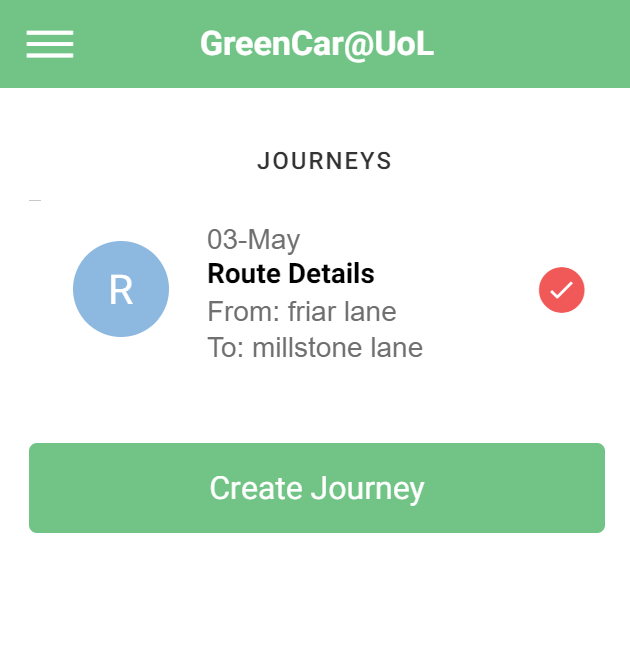 GreenCar@UoL
JOURNEYS
03-May
R
Route Details
From: friar lane
To: millstone lane
Create Journey